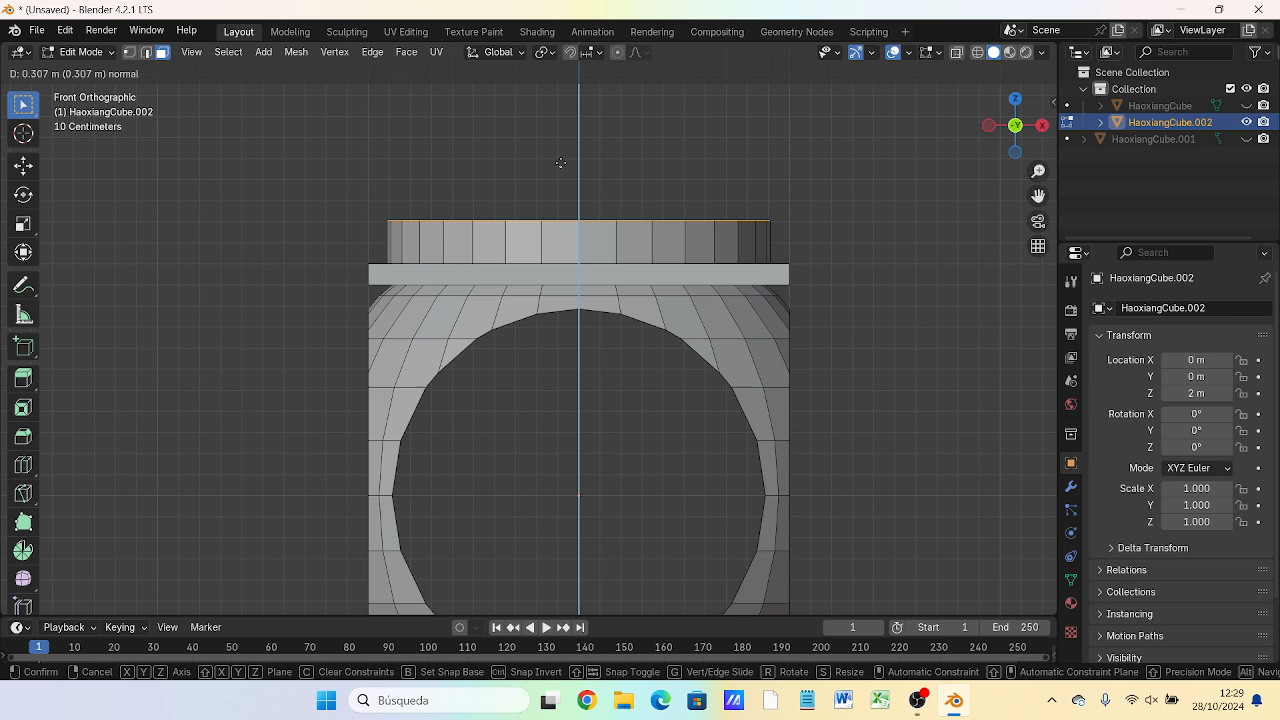 * (Unsaved) - Blender 4.2.1 LTS
File Edit Render Window Help Layout Modeling Sculpting UV Editing Texture Paint Shading Animation Rendering Compositing Geometry Nodes Scripting + Scene ViewLayer
Edit Mode View Select Add Mesh Vertex Edge Face UV Global Search
D: 0.307 m (0.307 m) normal
Scene Collection
Front Orthographic
(1) HaoxiangCube.002
10 Centimeters
Collection
HaoxiangCube
HaoxiangCube.002
HaoxiangCube.001
Z
-Y
X
Search
HaoxiangCube.002
HaoxiangCube.002
Transform
Location X 0 m
Y 0 m
Z 2 m
Rotation X 0°
Y 0°
Z 0°
Mode XYZ Euler
Scale X 1.000
Y 1.000
Z 1.000
Delta Transform
Relations
Collections
Instancing
Motion Paths
Visibility
Playback Keying View Marker 1 Start 1 End 250
1 10 20 30 40 50 60 70 80 90 100 110 120 130 140 150 160 170 180 190 200 210 220 230 240 250
Confirm Cancel X Y Z Axis X Y Z Plane C Clear Constraints B Set Snap Base Ctrl Snap Invert Snap Toggle G Vert/Edge Slide R Rotate S Resize Automatic Constraint Automatic Constraint Precision Mode Alt Navi
Búsqueda
12:29
28/10/2024